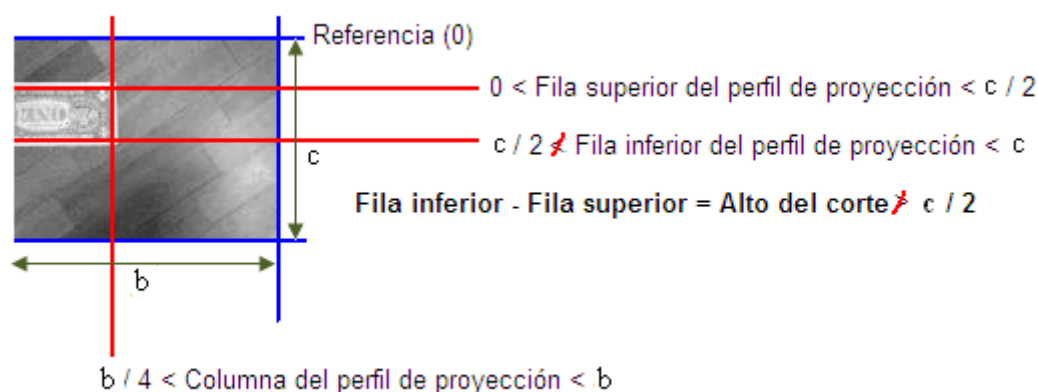 Referencia (0)
0 < Fila superior del perfil de proyección < c / 2
c / 2 ≮ Fila inferior del perfil de proyección < c
c
Fila inferior - Fila superior = Alto del corte ≯ c / 2
b
b / 4 < Columna del perfil de proyección < b